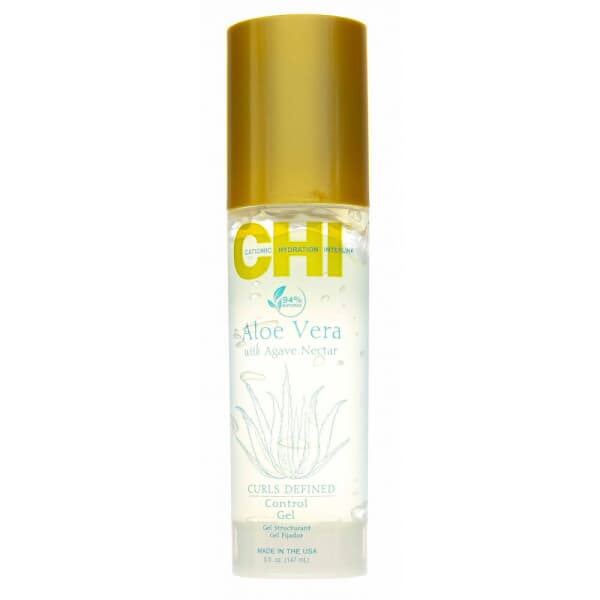 CHI
CATIONIC HYDRATION INTERLINK
94%
NATURAL
Aloe Vera
with Agave Nectar
CURLS DEFINED
Control
Gel
Gel Structurant
Gel Fijador
MADE IN THE USA
5 fl. oz. (147 mL)